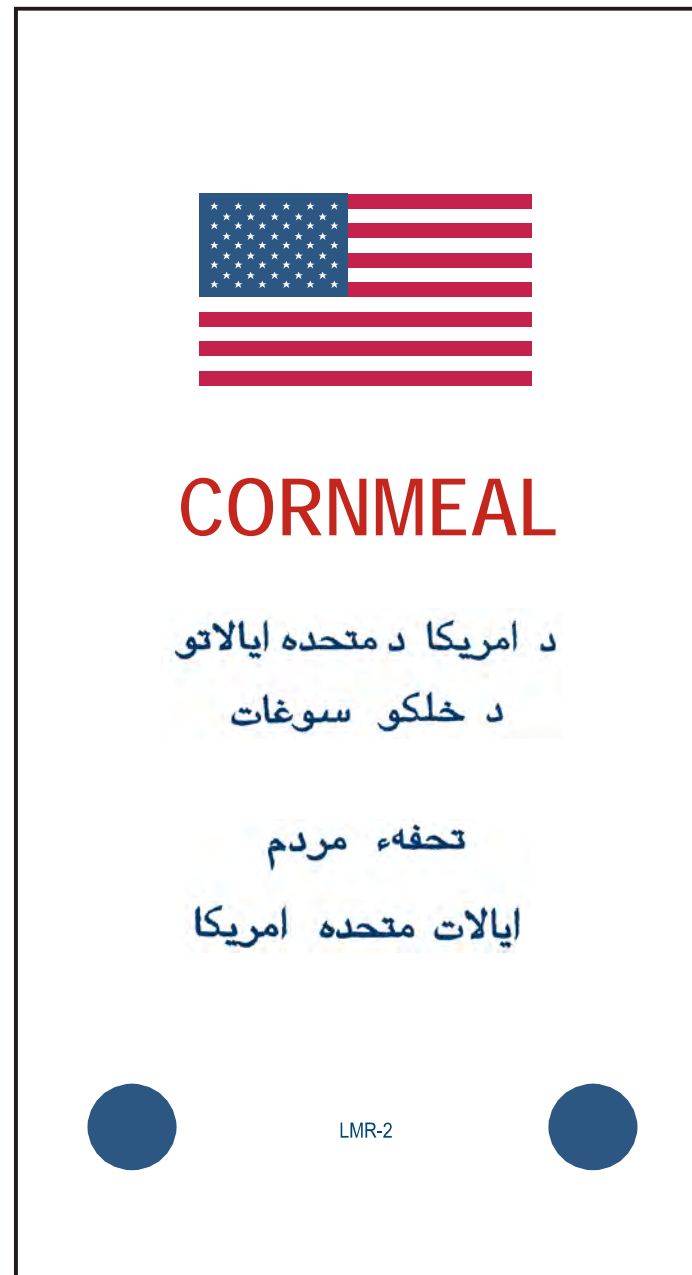 CORNMEAL
د امریکا د متحده ایالاتو
د خلکو سوغات
تحفهء مردم
ایالات متحده امریکا
LMR-2